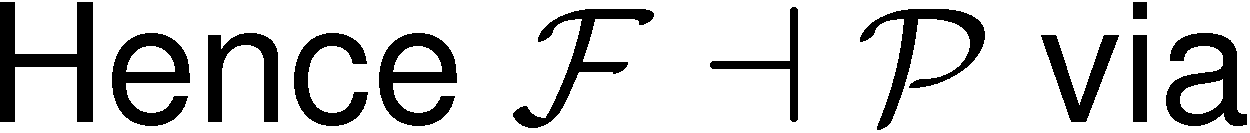 Hence ℱ ⊣ 𝒫 via